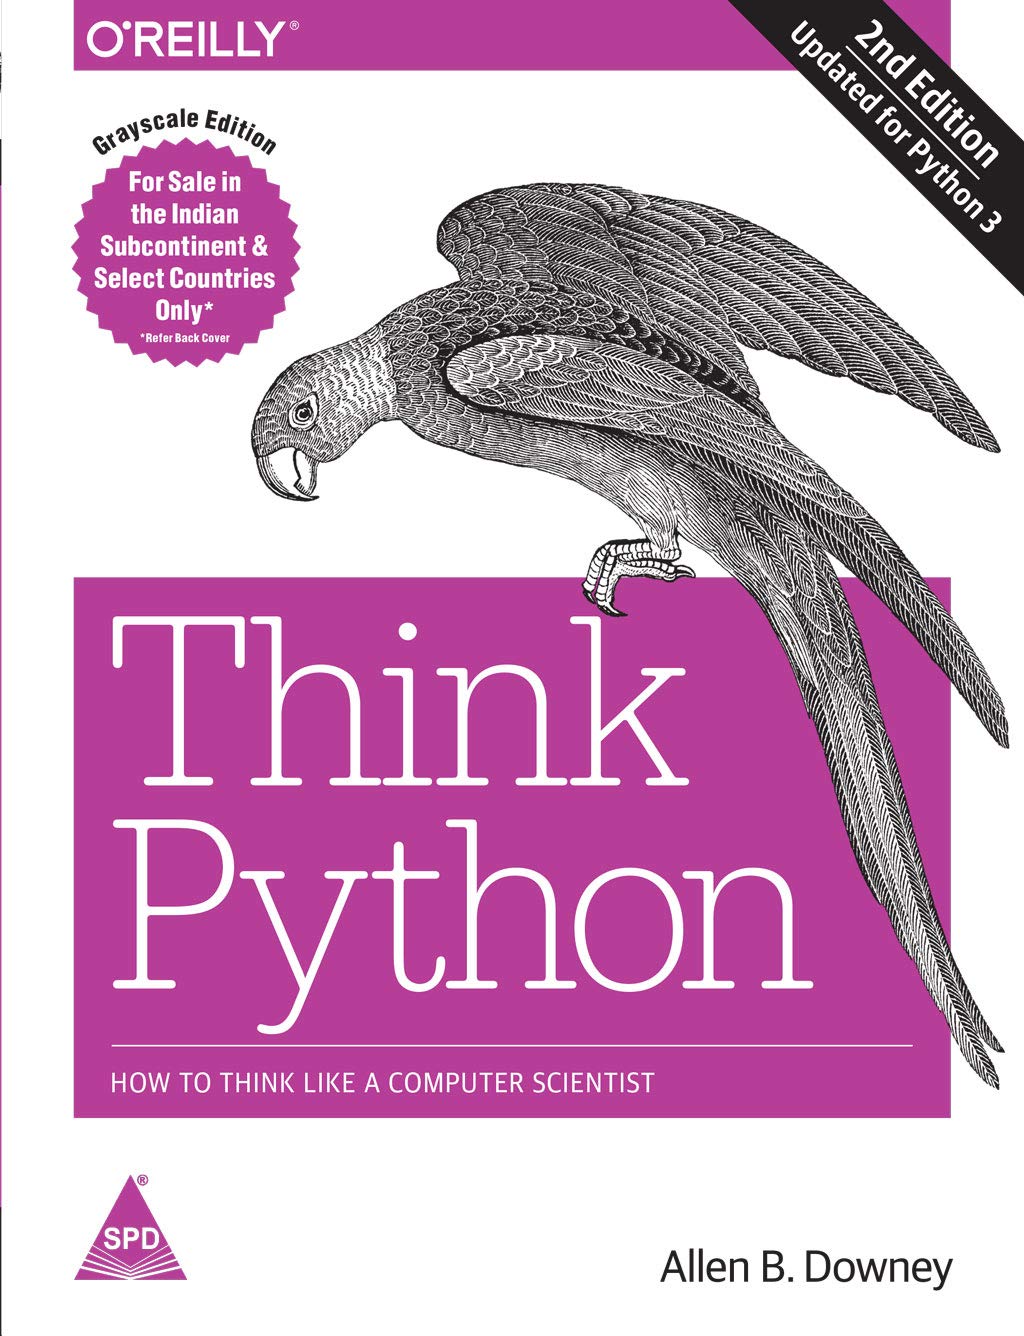 O'REILLY®
2nd Edition
Updated for Python 3
Grayscale Edition
For Sale in
the Indian
Subcontinent &
Select Countries
Only*
*Refer Back Cover
Think
Python
HOW TO THINK LIKE A COMPUTER SCIENTIST
®
SPD
Allen B. Downey